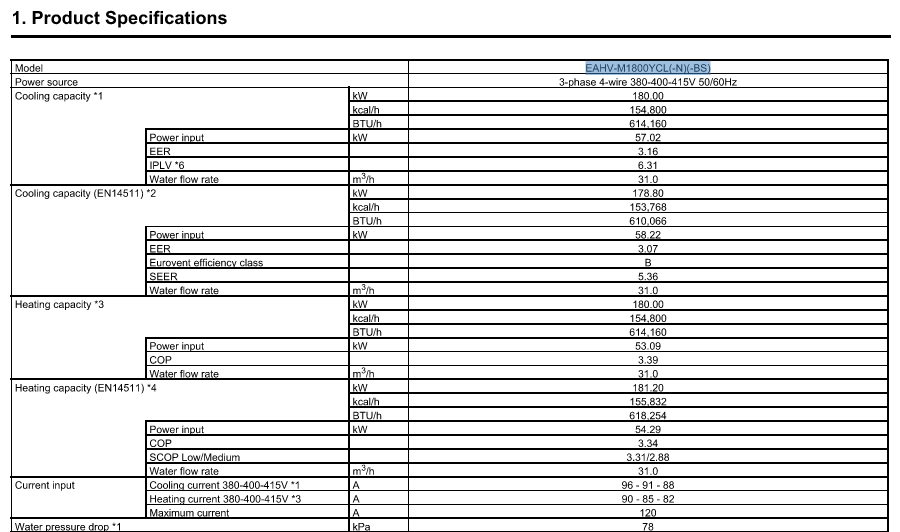 1. Product Specifications
Model EAHV-M1800YCL(-N)(-BS)
Power source 3-phase 4-wire 380-400-415V 50/60Hz
Cooling capacity *1 kW 180.00
kcal/h 154,800
BTU/h 614,160
Power input kW 57.02
EER 3.16
IPLV *6 6.31
Water flow rate m³/h 31.0
Cooling capacity (EN14511) *2 kW 178.80
kcal/h 153,768
BTU/h 610,066
Power input kW 58.22
EER 3.07
Eurovent efficiency class B
SEER 5.36
Water flow rate m³/h 31.0
Heating capacity *3 kW 180.00
kcal/h 154,800
BTU/h 614,160
Power input kW 53.09
COP 3.39
Water flow rate m³/h 31.0
Heating capacity (EN14511) *4 kW 181.20
kcal/h 155,832
BTU/h 618,254
Power input kW 54.29
COP 3.34
SCOP Low/Medium 3.31/2.88
Water flow rate m³/h 31.0
Current input Cooling current 380-400-415V *1 A 96 - 91 - 88
Heating current 380-400-415V *3 A 90 - 85 - 82
Maximum current A 120
Water pressure drop *1 kPa 78